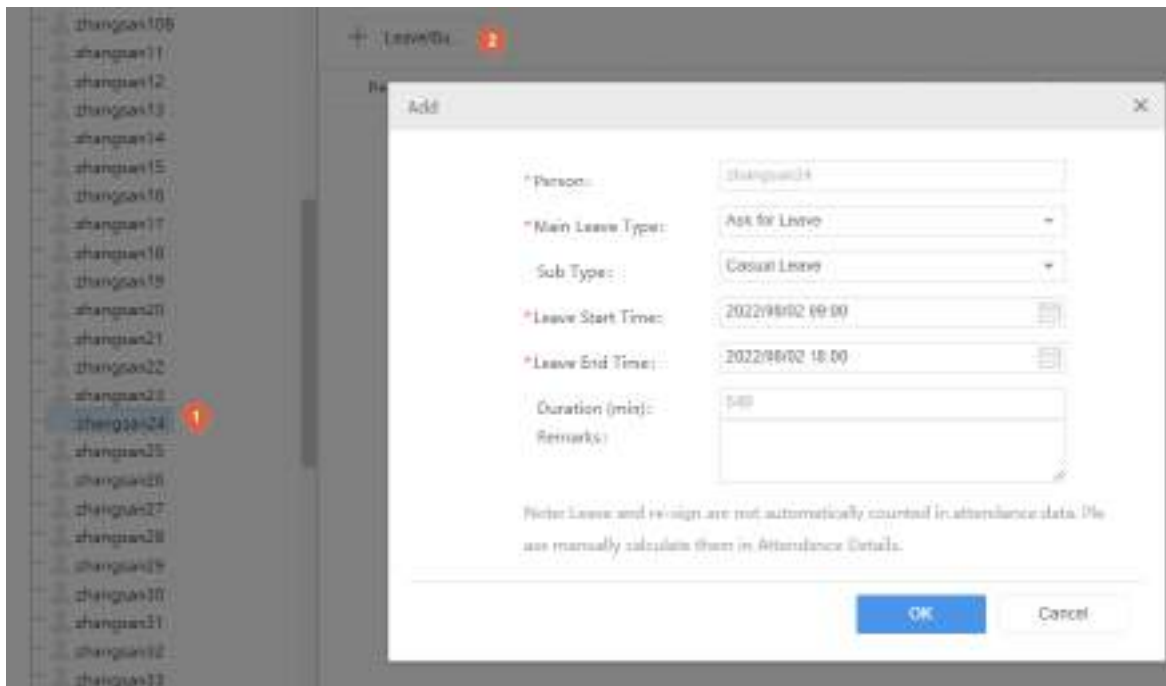 zhangsan108
zhangsan11
zhangsan12
zhangsan13
zhangsan14
zhangsan15
zhangsan16
zhangsan17
zhangsan18
zhangsan19
zhangsan20
zhangsan21
zhangsan22
zhangsan23
zhangsan24
1
zhangsan25
zhangsan26
zhangsan27
zhangsan28
zhangsan29
zhangsan30
zhangsan31
zhangsan32
zhangsan33
+ Leave/Bu... 2
Re
Add
*Person: zhangsan24
*Main Leave Type: Ask for Leave
Sub Type: Casual Leave
*Leave Start Time: 2022/08/02 09:00
*Leave End Time: 2022/08/02 18:00
Duration (min): 540
Remarks:
Note: Leave and re-sign are not automatically counted in attendance data. Ple
ase manually calculate them in Attendance Details.
OK Cancel